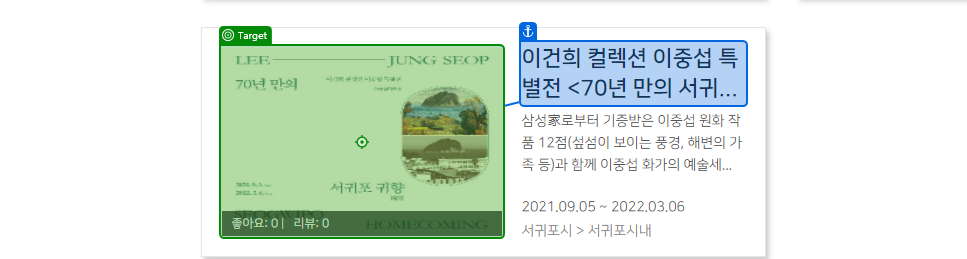 Target
LEE JUNG SEOP
70년 만의
서귀포 귀향
SEOGWIPO
HOMECOMING
좋아요: 0 | 리뷰: 0
이건희 컬렉션 이중섭 특
별전 <70년 만의 서귀...
삼성家로부터 기증받은 이중섭 원화 작
품 12점(섶섬이 보이는 풍경, 해변의 가
족 등)과 함께 이중섭 화가의 예술세...
2021.09.05 ~ 2022.03.06
서귀포시 > 서귀포시내